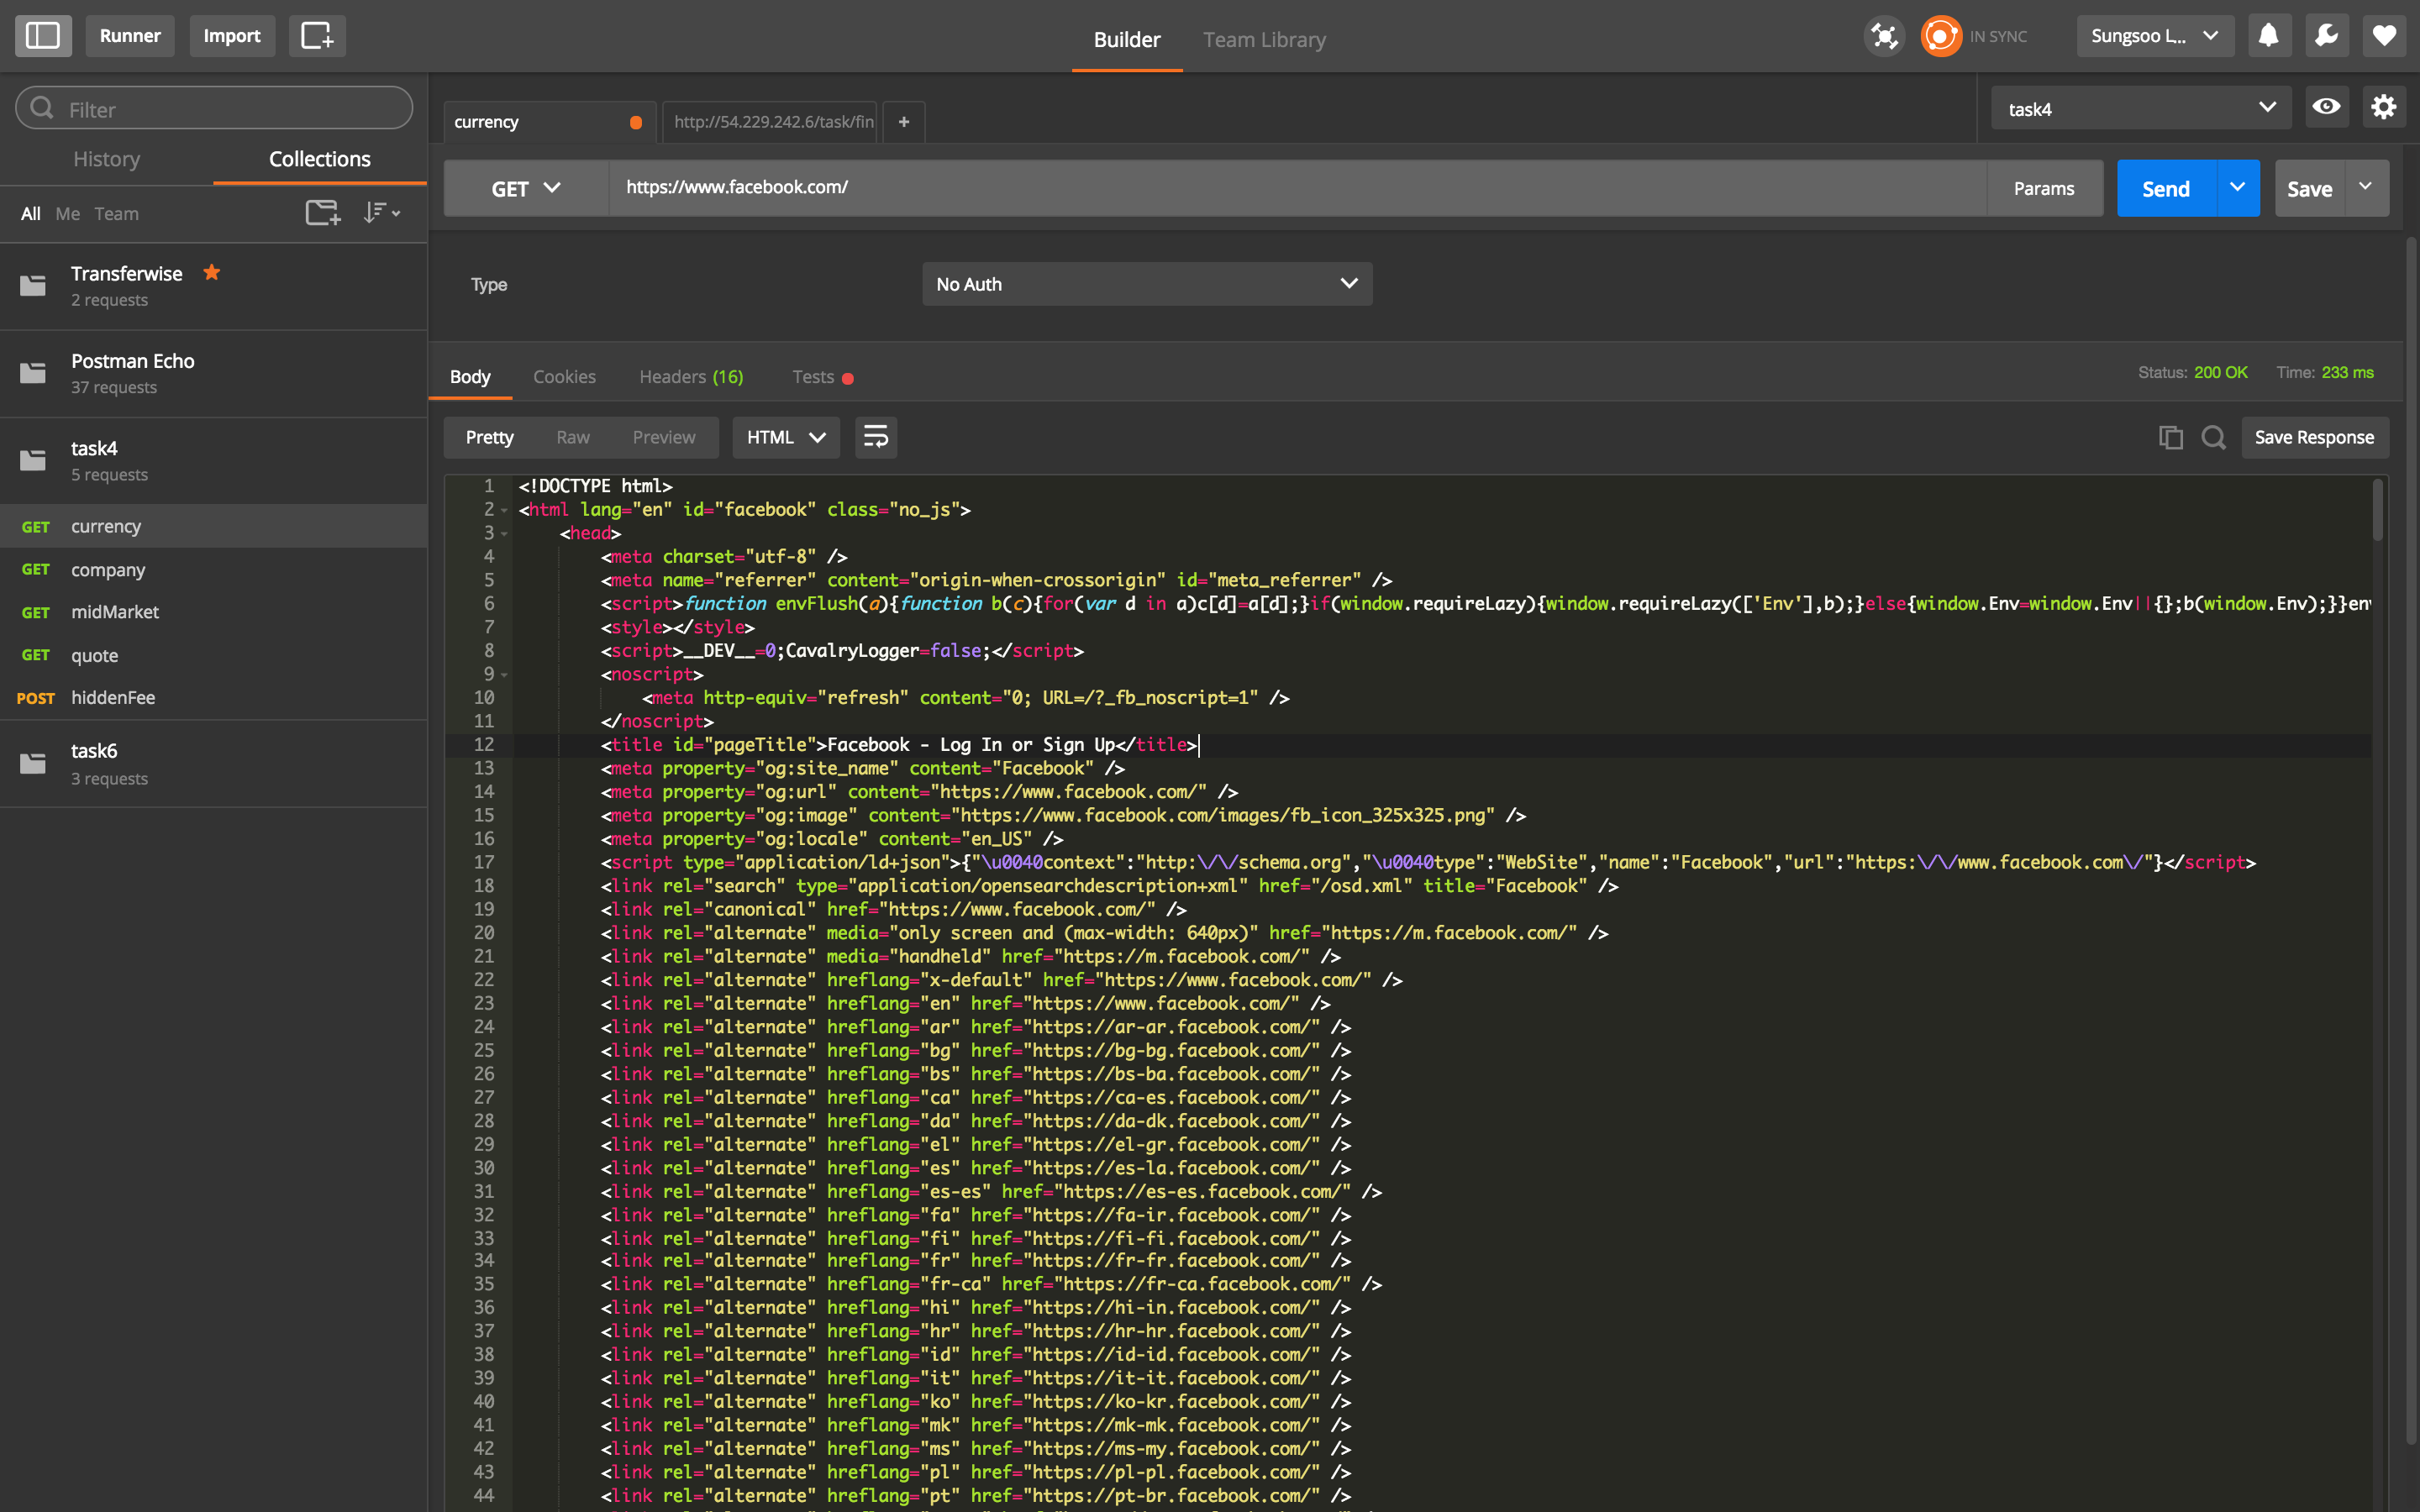 Runner
Import
Builder
Team Library
IN SYNC
Sungsoo L...
Filter
History
Collections
All
Me
Team
Transferwise
2 requests
Postman Echo
37 requests
task4
5 requests
GET currency
GET company
GET midMarket
GET quote
POST hiddenFee
task6
3 requests
currency
http://54.229.242.6/task/fin
+
task4
GET
https://www.facebook.com/
Params
Send
Save
Type
No Auth
Body
Cookies
Headers (16)
Tests
Status: 200 OK
Time: 233 ms
Pretty
Raw
Preview
HTML
Save Response
1 <!DOCTYPE html>
2 <html lang="en" id="facebook" class="no_js">
3 <head>
4 <meta charset="utf-8" />
5 <meta name="referrer" content="origin-when-crossorigin" id="meta_referrer" />
6 <script>function envFlush(a){function b(c){for(var d in a)c[d]=a[d];}if(window.requireLazy){window.requireLazy(['Env'],b);}else{window.Env=window.Env||{};b(window.Env);}}en
7 <style></style>
8 <script>__DEV__=0;CavalryLogger=false;</script>
9 <noscript>
10 <meta http-equiv="refresh" content="0; URL=/?_fb_noscript=1" />
11 </noscript>
12 <title id="pageTitle">Facebook - Log In or Sign Up</title>
13 <meta property="og:site_name" content="Facebook" />
14 <meta property="og:url" content="https://www.facebook.com/" />
15 <meta property="og:image" content="https://www.facebook.com/images/fb_icon_325x325.png" />
16 <meta property="og:locale" content="en_US" />
17 <script type="application/ld+json">{"\u0040context":"http:\/\/schema.org","\u0040type":"WebSite","name":"Facebook","url":"https:\/\/www.facebook.com\/"}</script>
18 <link rel="search" type="application/opensearchdescription+xml" href="/osd.xml" title="Facebook" />
19 <link rel="canonical" href="https://www.facebook.com/" />
20 <link rel="alternate" media="only screen and (max-width: 640px)" href="https://m.facebook.com/" />
21 <link rel="alternate" media="handheld" href="https://m.facebook.com/" />
22 <link rel="alternate" hreflang="x-default" href="https://www.facebook.com/" />
23 <link rel="alternate" hreflang="en" href="https://www.facebook.com/" />
24 <link rel="alternate" hreflang="ar" href="https://ar-ar.facebook.com/" />
25 <link rel="alternate" hreflang="bg" href="https://bg-bg.facebook.com/" />
26 <link rel="alternate" hreflang="bs" href="https://bs-ba.facebook.com/" />
27 <link rel="alternate" hreflang="ca" href="https://ca-es.facebook.com/" />
28 <link rel="alternate" hreflang="da" href="https://da-dk.facebook.com/" />
29 <link rel="alternate" hreflang="el" href="https://el-gr.facebook.com/" />
30 <link rel="alternate" hreflang="es" href="https://es-la.facebook.com/" />
31 <link rel="alternate" hreflang="es-es" href="https://es-es.facebook.com/" />
32 <link rel="alternate" hreflang="fa" href="https://fa-ir.facebook.com/" />
33 <link rel="alternate" hreflang="fi" href="https://fi-fi.facebook.com/" />
34 <link rel="alternate" hreflang="fr" href="https://fr-fr.facebook.com/" />
35 <link rel="alternate" hreflang="fr-ca" href="https://fr-ca.facebook.com/" />
36 <link rel="alternate" hreflang="hi" href="https://hi-in.facebook.com/" />
37 <link rel="alternate" hreflang="hr" href="https://hr-hr.facebook.com/" />
38 <link rel="alternate" hreflang="id" href="https://id-id.facebook.com/" />
39 <link rel="alternate" hreflang="it" href="https://it-it.facebook.com/" />
40 <link rel="alternate" hreflang="ko" href="https://ko-kr.facebook.com/" />
41 <link rel="alternate" hreflang="mk" href="https://mk-mk.facebook.com/" />
42 <link rel="alternate" hreflang="ms" href="https://ms-my.facebook.com/" />
43 <link rel="alternate" hreflang="pl" href="https://pl-pl.facebook.com/" />
44 <link rel="alternate" hreflang="pt" href="https://pt-br.facebook.com/" />